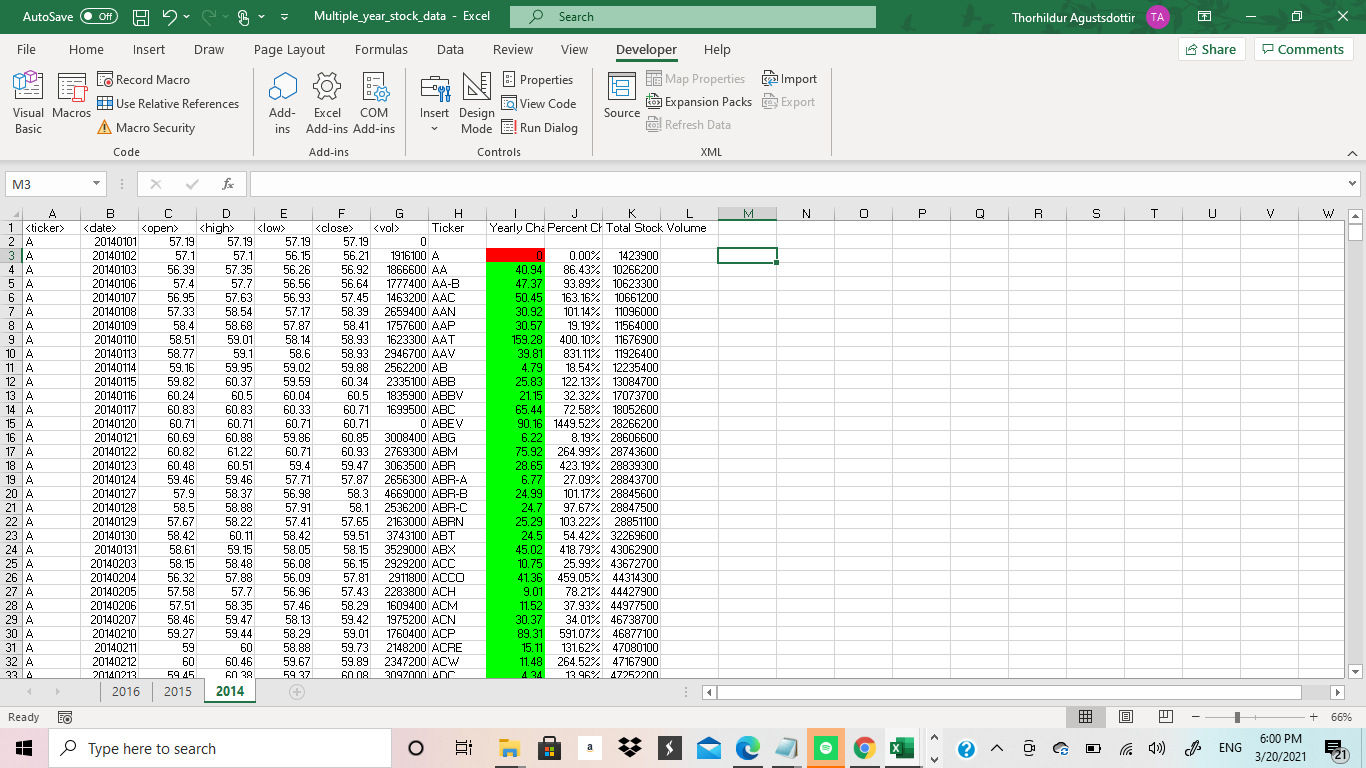 AutoSave Off Multiple_year_stock_data - Excel Search Thorhildur Agustsdottir TA
File Home Insert Draw Page Layout Formulas Data Review View Developer Help Share Comments
Visual Basic Macros Record Macro Add-ins Excel Add-ins COM Add-ins Insert Design Mode Properties Source Map Properties Import
Use Relative References View Code Expansion Packs Export
Macro Security Run Dialog Refresh Data
Code Add-ins Controls XML
M3 fx
A B C D E F G H I J K L M N O P Q R S T U V W
1 <ticker> <date> <open> <high> <low> <close> <vol> Ticker Yearly Cha Percent Ch Total Stock Volume
2 A 20140101 57.19 57.19 57.19 57.19 0
3 A 20140102 57.1 57.1 56.15 56.21 1916100 A 0 0.00% 1423900
4 A 20140103 56.39 57.35 56.26 56.92 1866600 AA 40.94 86.43% 10266200
5 A 20140106 57.4 57.7 56.56 56.64 1777400 AA-B 47.37 93.89% 10623300
6 A 20140107 56.95 57.63 56.93 57.45 1463200 AAC 50.45 163.16% 10661200
7 A 20140108 57.33 58.54 57.17 58.39 2659400 AAN 30.92 101.14% 11096000
8 A 20140109 58.4 58.68 57.87 58.41 1757600 AAP 30.57 19.19% 11564000
9 A 20140110 58.51 59.01 58.14 58.93 1623300 AAT 159.28 400.10% 11676900
10 A 20140113 58.77 59.1 58.6 58.93 2946700 AAV 39.81 831.11% 11926400
11 A 20140114 59.16 59.95 59.02 59.88 2562200 AB 4.79 18.54% 12235400
12 A 20140115 59.82 60.37 59.59 60.34 2335100 ABB 25.83 122.13% 13084700
13 A 20140116 60.24 60.5 60.04 60.5 1835900 ABBV 21.15 32.32% 17073700
14 A 20140117 60.83 60.83 60.33 60.71 1699500 ABC 65.44 72.58% 18052600
15 A 20140120 60.71 60.71 60.71 60.71 0 ABEV 90.16 1449.52% 28266200
16 A 20140121 60.69 60.88 59.86 60.85 3008400 ABG 6.22 8.19% 28606600
17 A 20140122 60.82 61.22 60.71 60.93 2769300 ABM 75.92 264.99% 28743600
18 A 20140123 60.48 60.51 59.4 59.47 3063500 ABR 28.65 423.19% 28839300
19 A 20140124 59.46 59.46 57.71 57.87 2656300 ABR-A 6.77 27.09% 28843700
20 A 20140127 57.9 58.37 56.98 58.3 4669000 ABR-B 24.99 101.17% 28845600
21 A 20140128 58.5 58.88 57.91 58.1 2536200 ABR-C 24.7 97.67% 28847500
22 A 20140129 57.67 58.22 57.41 57.65 2163000 ABRN 25.29 103.22% 28851100
23 A 20140130 58.42 60.11 58.42 59.51 3743100 ABT 24.5 54.42% 32269600
24 A 20140131 58.61 59.15 58.05 58.15 3529000 ABX 45.02 418.79% 43062900
25 A 20140203 58.15 58.48 56.08 56.15 2929200 ACC 10.75 25.99% 43672700
26 A 20140204 56.32 57.88 56.09 57.81 2911800 ACCO 41.36 459.05% 44314300
27 A 20140205 57.58 57.7 56.96 57.43 2283800 ACH 9.01 78.21% 44427900
28 A 20140206 57.51 58.35 57.46 58.29 1609400 ACM 11.52 37.93% 44977500
29 A 20140207 58.46 59.47 58.13 59.42 1975200 ACN 30.37 34.01% 46738700
30 A 20140210 59.27 59.44 58.29 59.01 1760400 ACP 89.31 591.07% 46877100
31 A 20140211 59 60 58.88 59.73 2148200 ACRE 15.11 131.62% 47080100
32 A 20140212 60 60.46 59.67 59.89 2347200 ACW 11.48 264.52% 47167900
33 A 20140213 59.45 60.38 59.37 60.08 3097000 ADC 4.34 13.96% 47252200
2016 2015 2014
Ready 66%
Type here to search a ENG 6:00 PM
3/20/2021 21